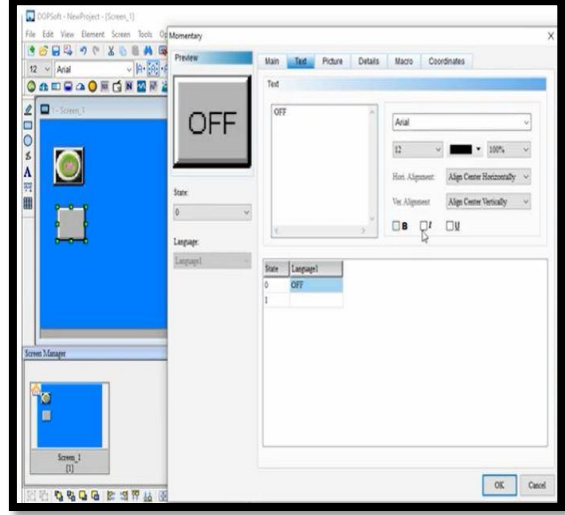 DOPSoft - NewProject - [Screen_1]
File Edit View Element Screen Tools
Momentary
X
12 Arial
1 - Screen_1
Screen Manager
Screen_1
[1]
Preview
OFF
State:
0
Language:
Language1
Main Text Picture Details Macro Coordinates
Text
OFF
Arial
12 100%
Hori. Alignment: Align Center Horizontally
Ver. Alignment Align Center Vertically
B I U
State Language1
0 OFF
1
OK Cancel